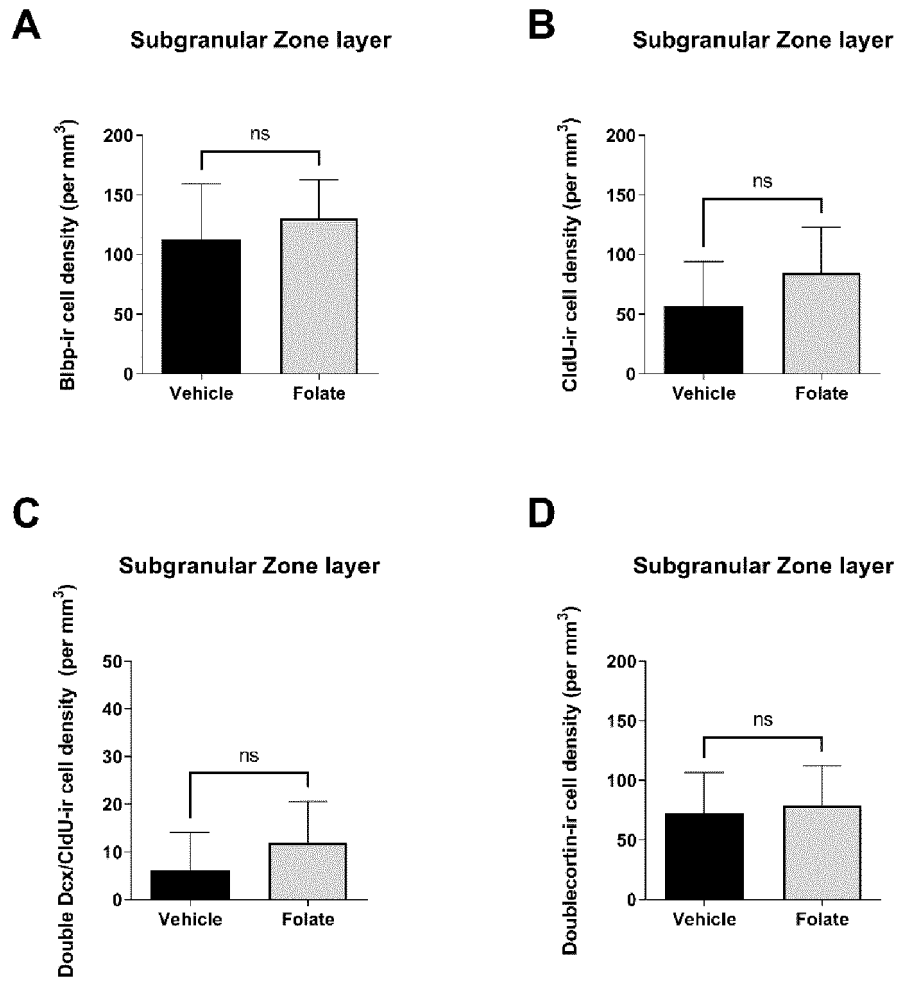 A
Subgranular Zone layer
Blbp-ir cell density (per mm³)
200
150
100
50
0
ns
Vehicle Folate
B
Subgranular Zone layer
CldU-ir cell density (per mm³)
200
150
100
50
0
ns
Vehicle Folate
C
Subgranular Zone layer
Double Dcx/CldU-ir cell density (per mm³)
50
40
30
20
10
0
ns
Vehicle Folate
D
Subgranular Zone layer
Doublecortin-ir cell density (per mm³)
200
150
100
50
0
ns
Vehicle Folate